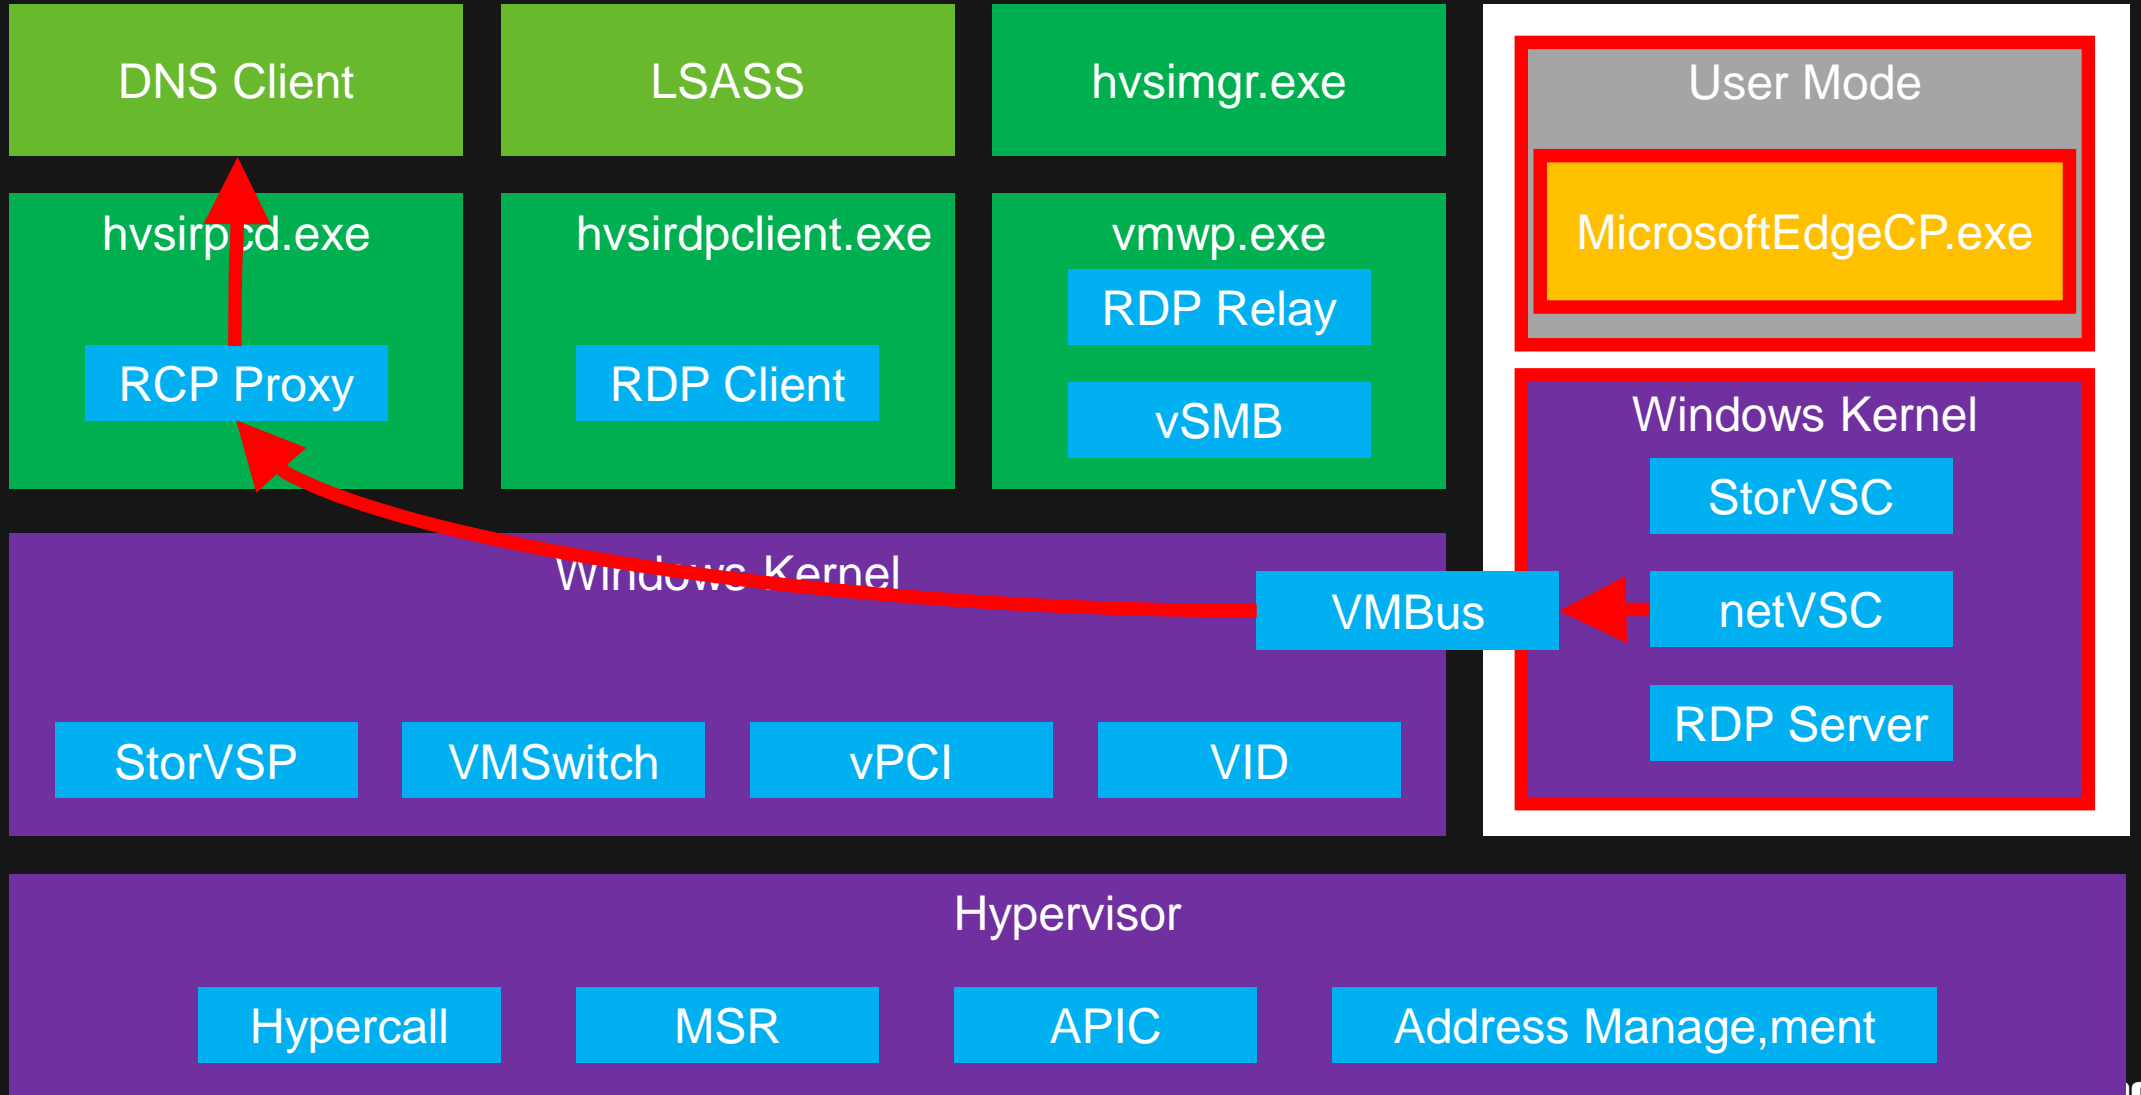 DNS Client
LSASS
hvsimgr.exe
User Mode
hvsirpcd.exe
hvsirdpclient.exe
vmwp.exe
MicrosoftEdgeCP.exe
RDP Relay
RCP Proxy
RDP Client
vSMB
Windows Kernel
StorVSC
Windows Kernel
VMBus
netVSC
RDP Server
StorVSP
VMSwitch
vPCI
VID
Hypervisor
Hypercall
MSR
APIC
Address Manage,ment